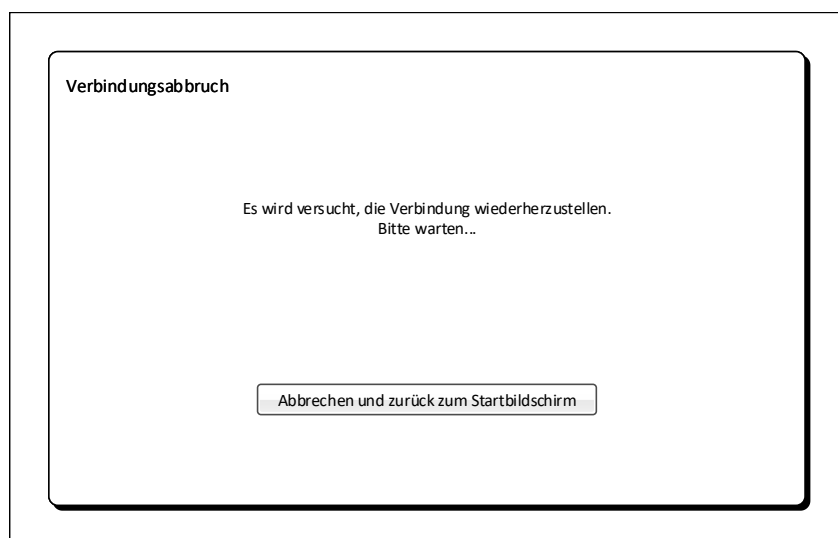 Verbindungsabbruch
Es wird versucht, die Verbindung wiederherzustellen.
Bitte warten...
Abbrechen und zurück zum Startbildschirm